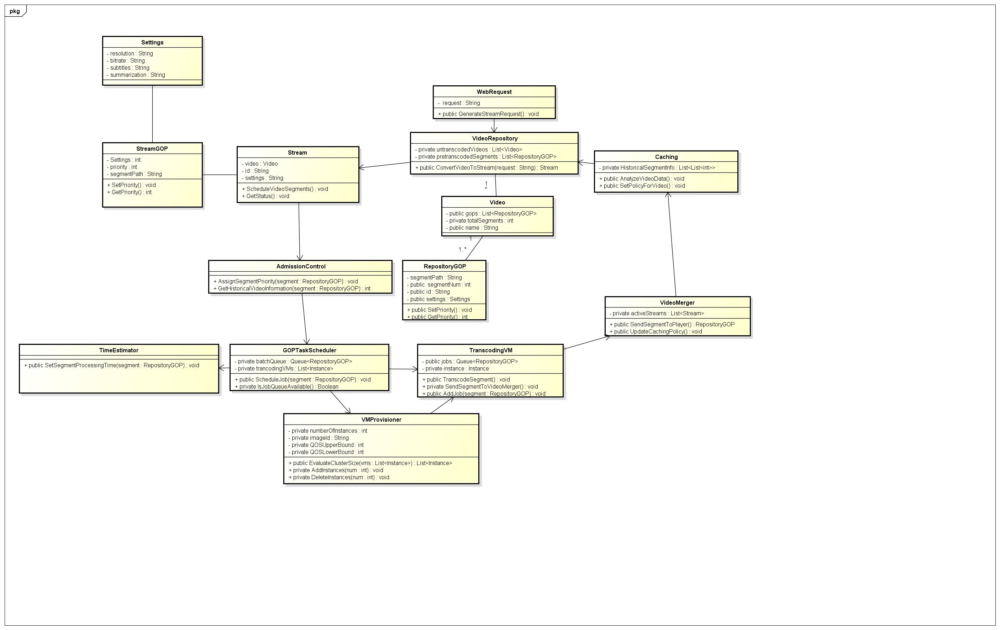 pkg
Settings
- resolution : String
- bitrate : String
- subtitles : String
- summarization : String
WebRequest
-  request : String
+ public GenerateStreamRequest() : void
VideoRepository
- private untranscodedVideos : List<Video>
- private pretranscodedSegments : List<RepositoryGOP>
+ public ConvertVideoToStream(request : String) : Stream
StreamGOP
- Settings : int
- priority : int
- segmentPath : String
+ SetPriority() : void
+ GetPriority() : int
Stream
- video : Video
- id : String
- settings : String
+ ScheduleVideoSegments() : void
+ GetStatus() : void
Caching
- private HistoricalSegmentInfo : List<List<int>>
+ public AnalyzeVideoData() : void
+ public SetPolicyForVideo() : void
1
*
Video
- public gops : List<RepositoryGOP>
- private totalSegments : int
- public name : String
1
1..*
AdmissionControl
+ AssignSegmentPriority(segment : RepositoryGOP) : void
+ GetHistoricalVideoInformation(segment : RepositoryGOP) : int
RepositoryGOP
- segmentPath : String
- public  segmentNum : int
- public id : String
- public settings : Settings
+ public SetPriority() : void
+ public GetPriority() : int
VideoMerger
- private activeStreams : List<Stream>
+ public SendSegmentToPlayer() : RepositoryGOP
+ public UpdateCachingPolicy() : void
TimeEstimator
+ public SetSegmentProcessingTime(segment : RepositoryGOP) : void
GOPTaskScheduler
- private batchQueue : Queue<RepositoryGOP>
- private trancodingVMs : List<Instance>
+ public ScheduleJob(segment : RepositoryGOP) : void
+ private IsJobQueueAvailable() : Boolean
TranscodingVM
- public jobs : Queue<RepositoryGOP>
- private instance : Instance
+ public TranscodeSegment() : void
+ private SendSegmentToVideoMerger() : void
+ public AddJob(segment : RepositoryGOP) : void
VMProvisioner
- private numberOfInstances : int
- private imageId : String
- private QOSUpperBound : int
- private QOSLowerBound : int
+ public EvaluateClusterSize(vms : List<Instance>) : List<Instance>
+ private AddInstances(num : int) : void
+ private DeleteInstances(num : int) : void